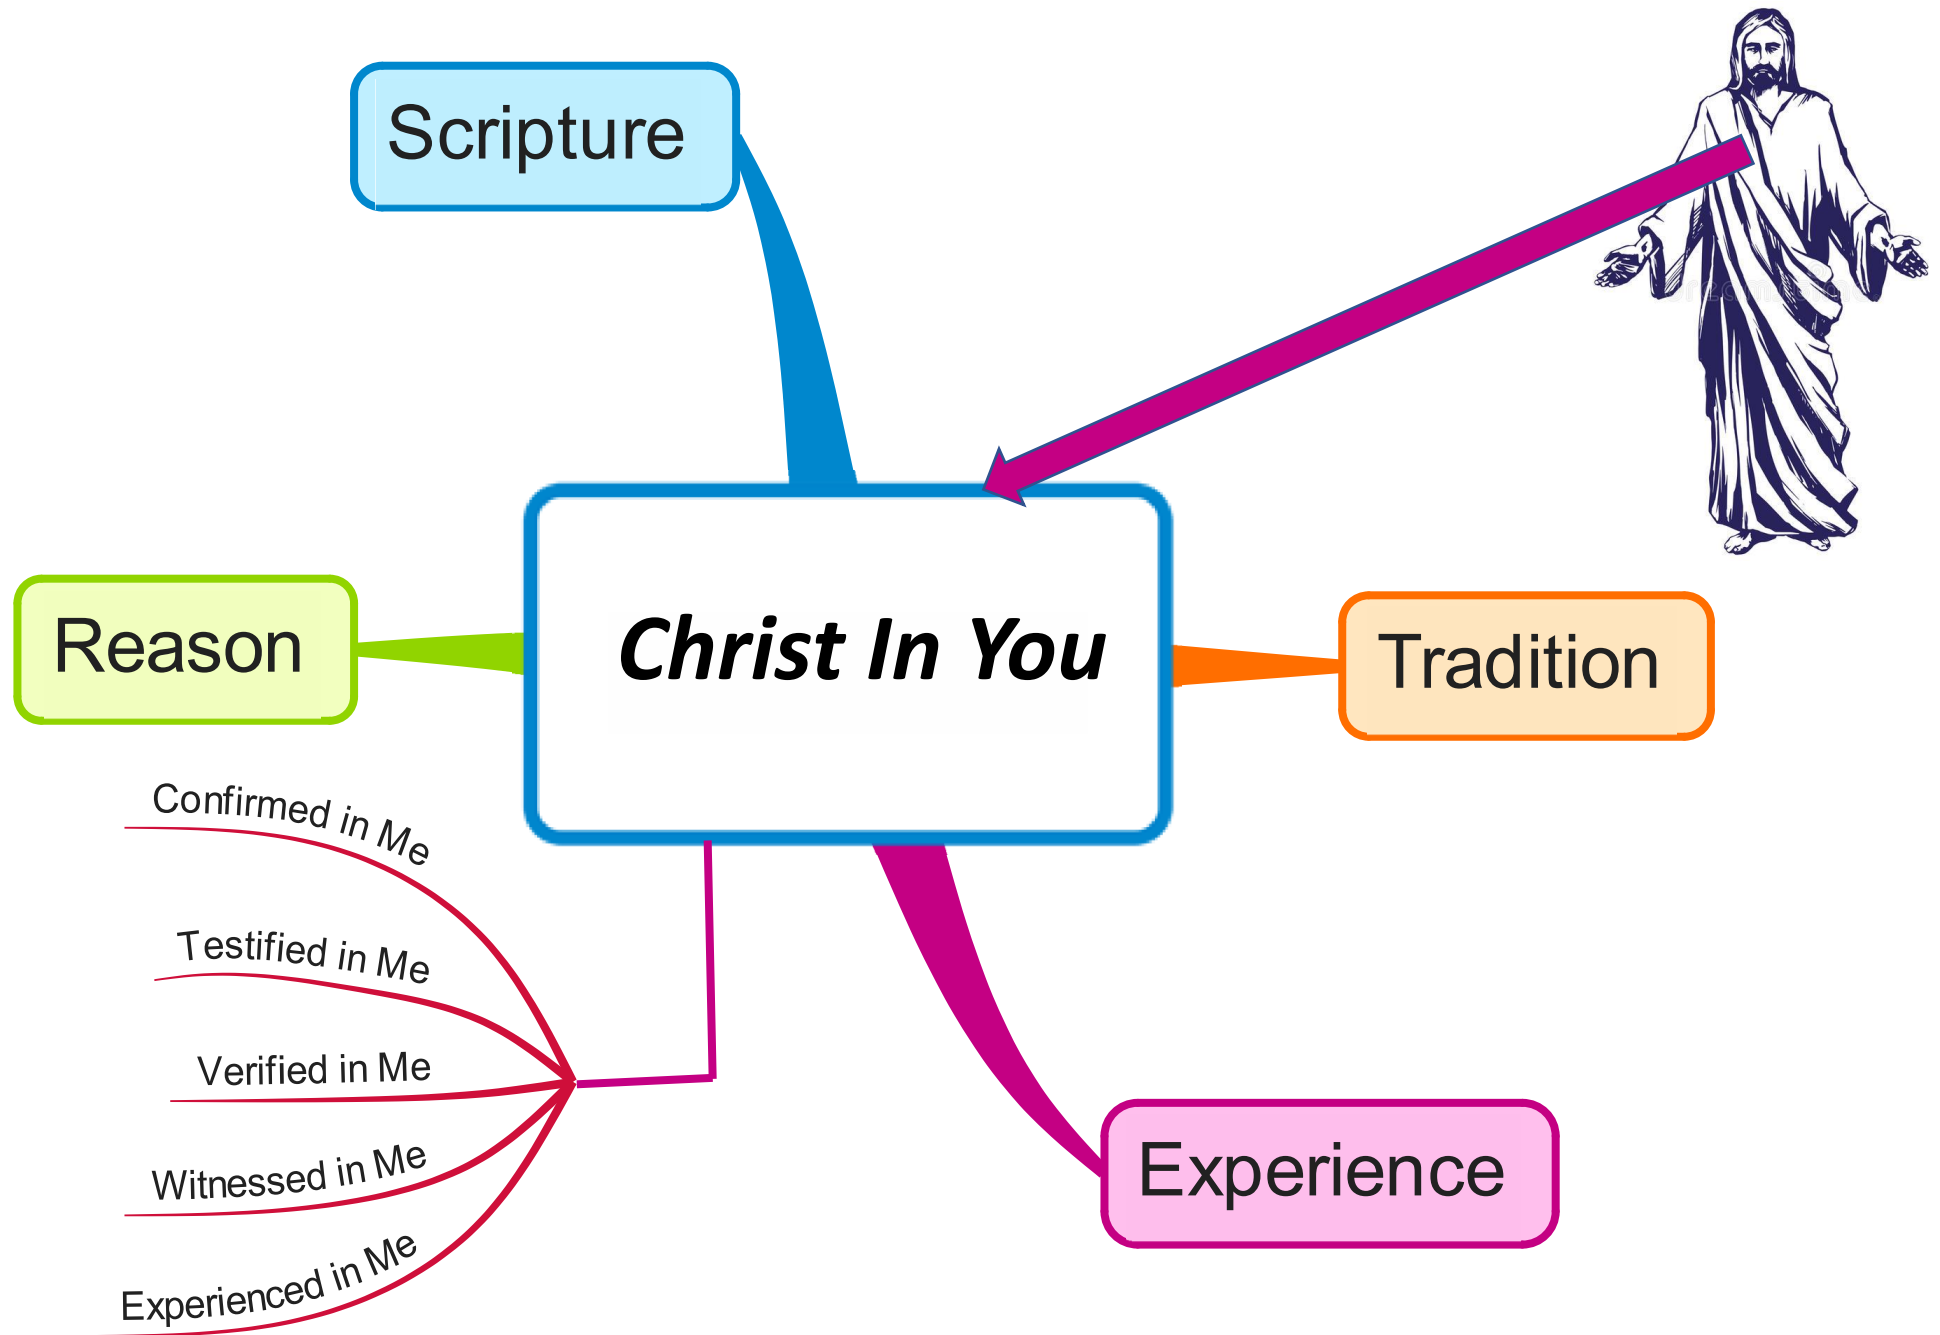 Scripture
Reason
Christ In You
Tradition
Confirmed in Me
Testified in Me
Verified in Me
Witnessed in Me
Experienced in Me
Experience